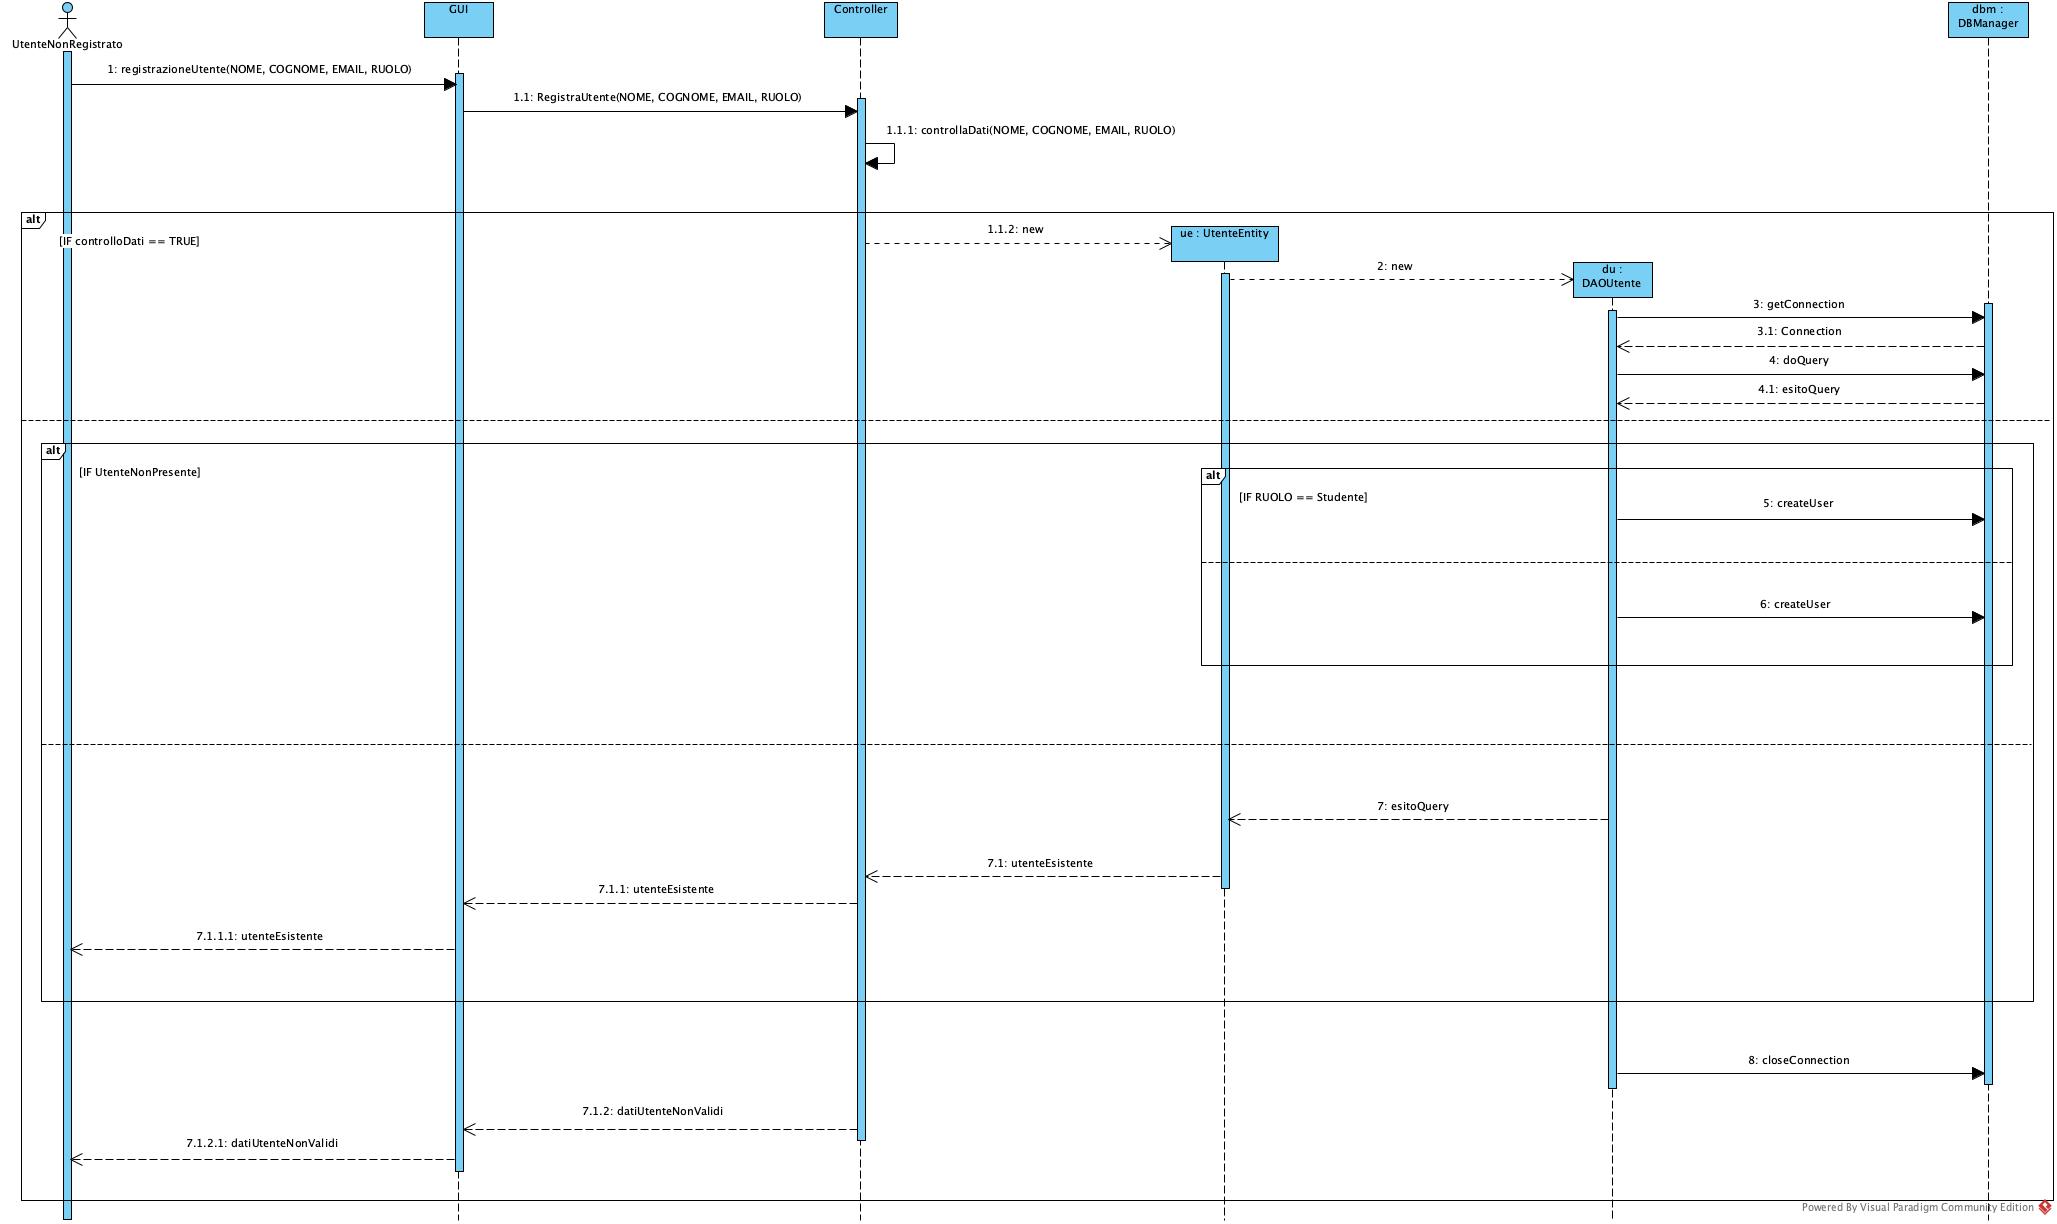 GUI
Controller
dbm :
DBManager
UtenteNonRegistrato
1: registrazioneUtente(NOME, COGNOME, EMAIL, RUOLO)
1.1: RegistraUtente(NOME, COGNOME, EMAIL, RUOLO)
1.1.1: controllaDati(NOME, COGNOME, EMAIL, RUOLO)
alt
[IF controlloDati == TRUE]
1.1.2: new
ue : UtenteEntity
2: new
du :
DAOUtente
3: getConnection
3.1: Connection
4: doQuery
4.1: esitoQuery
alt
[IF UtenteNonPresente]
alt
[IF RUOLO == Studente]
5: createUser
6: createUser
7: esitoQuery
7.1: utenteEsistente
7.1.1: utenteEsistente
7.1.1.1: utenteEsistente
8: closeConnection
7.1.2: datiUtenteNonValidi
7.1.2.1: datiUtenteNonValidi
Powered By Visual Paradigm Community Edition